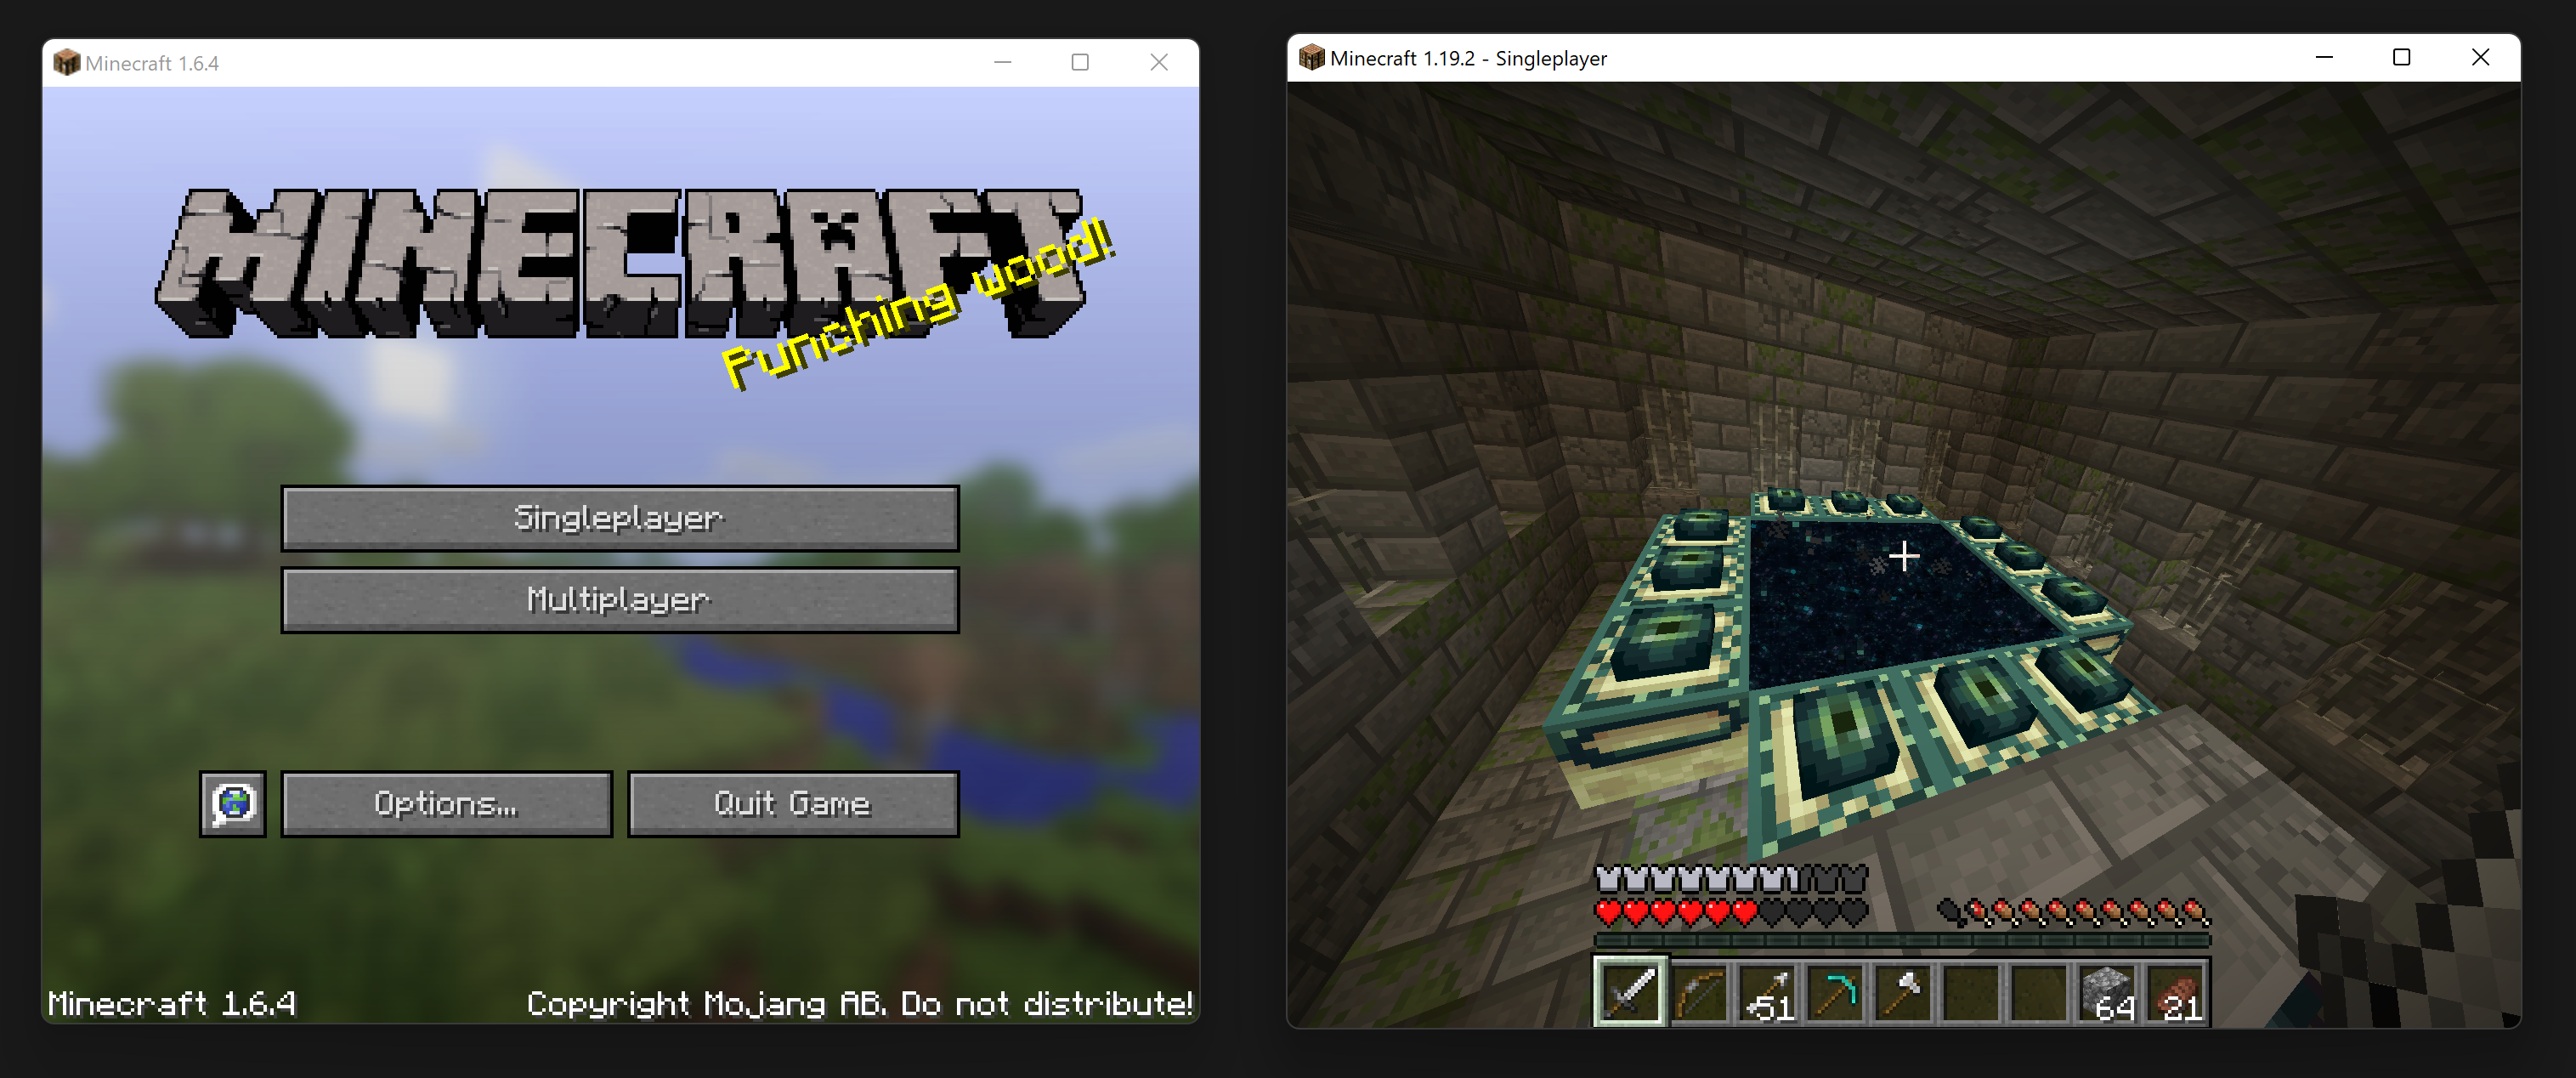 Minecraft 1.6.4
MINECRAFT
Punching wood!
Singleplayer
Multiplayer
Options...
Quit Game
Minecraft 1.6.4
Copyright Mojang AB. Do not distribute!
Minecraft 1.19.2 - Singleplayer
51
64
21